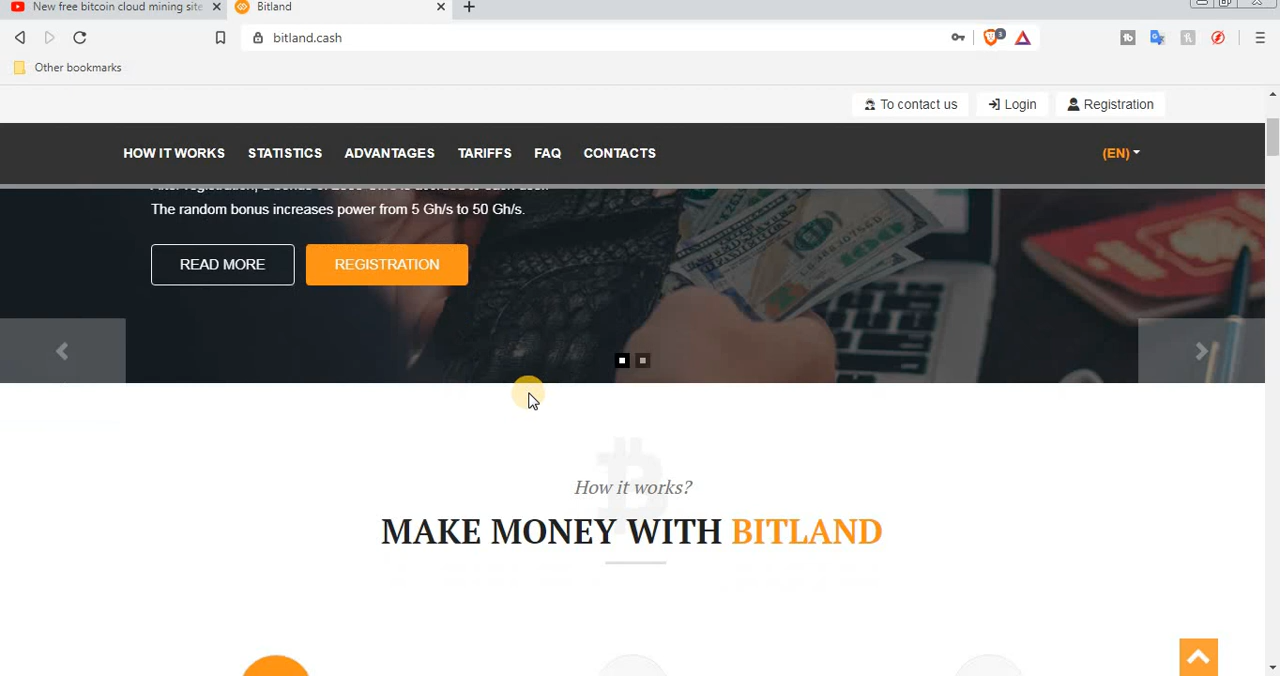 New free bitcoin cloud mining site
Bitland
bitland.cash
3
Other bookmarks
To contact us
Login
Registration
HOW IT WORKS
STATISTICS
ADVANTAGES
TARIFFS
FAQ
CONTACTS
(EN)
The random bonus increases power from 5 Gh/s to 50 Gh/s.
READ MORE
REGISTRATION
How it works?
MAKE MONEY WITH BITLAND